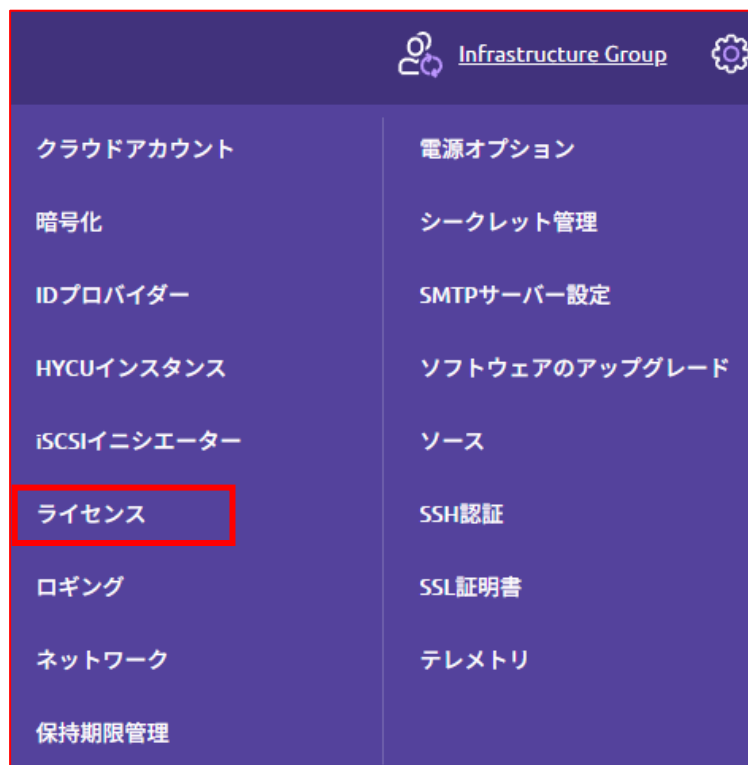 Infrastructure Group
クラウドアカウント
暗号化
IDプロバイダー
HYCUインスタンス
iSCSIイニシエーター
ライセンス
ロギング
ネットワーク
保持期限管理
電源オプション
シークレット管理
SMTPサーバー設定
ソフトウェアのアップグレード
ソース
SSH認証
SSL証明書
テレメトリ